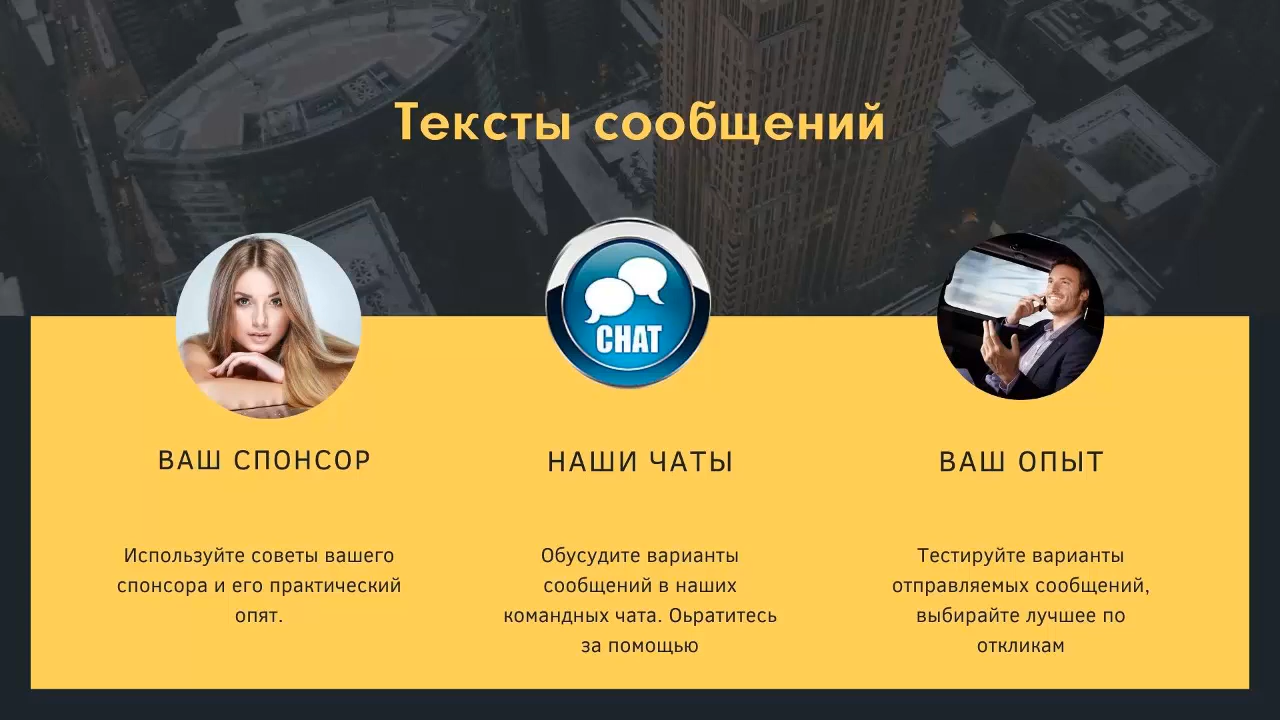 Тексты сообщений
CHAT
ВАШ СПОНСОР
Используйте советы вашего
спонсора и его практический
опят.
НАШИ ЧАТЫ
Обусудите варианты
сообщений в наших
командных чата. Оьратитесь
за помощью
ВАШ ОПЫТ
Тестируйте варианты
отправляемых сообщений,
выбирайте лучшее по
откликам